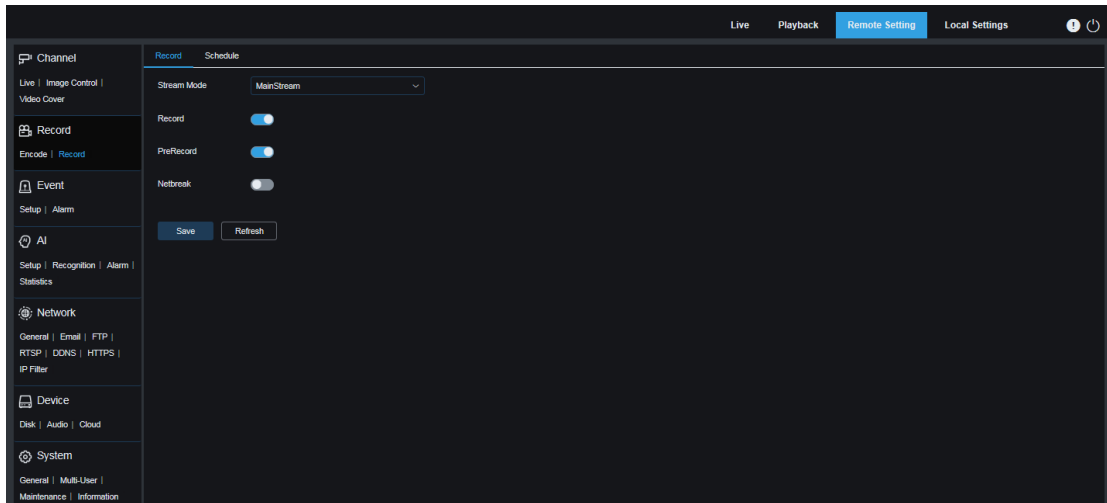 Live Playback Remote Setting Local Settings
Channel
Live | Image Control |
Video Cover
Record
Encode | Record
Event
Setup | Alarm
AI
Setup | Recognition | Alarm |
Statistics
Network
General | Email | FTP |
RTSP | DDNS | HTTPS |
IP Filter
Device
Disk | Audio | Cloud
System
General | Multi-User |
Maintenance | Information
Record Schedule
Stream Mode MainStream
Record
PreRecord
Netbreak
Save Refresh